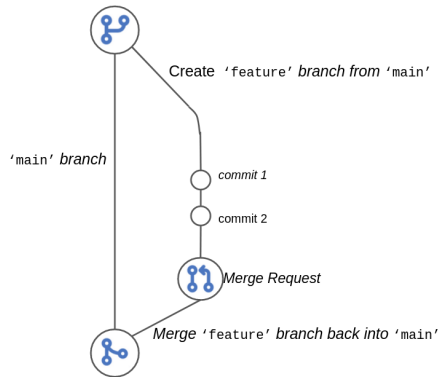 Create ‘feature’ branch from ‘main’
‘main’ branch
commit 1
commit 2
Merge Request
Merge ‘feature’ branch back into ‘main’